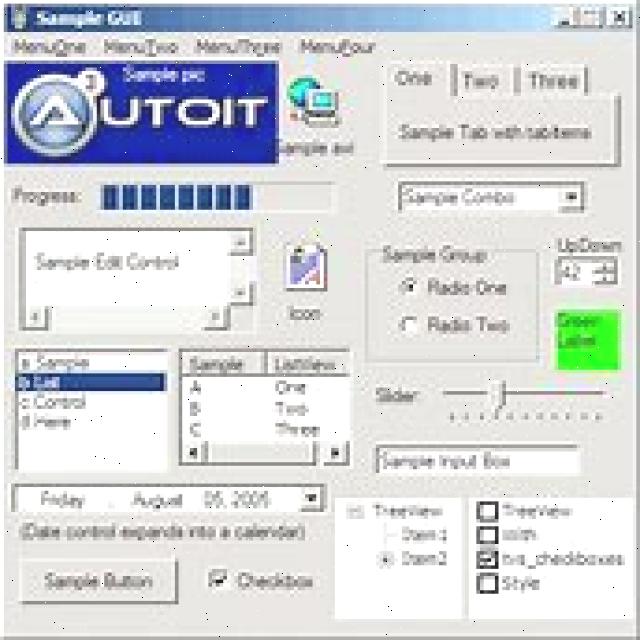 Sample GUI
MenuOne MenuTwo MenuThree MenuFour
Sample pic
AUTOIT
Sample avi
One Two Three
Sample Tab with tabitems
Progress:
Sample Combo
Sample Edit Control
Icon
Sample Group
Radio One
Radio Two
UpDown
42
Green
Label
a Sample
b List
c Control
d Here
Sample ListView
A One
B Two
C Three
Slider:
Sample Input Box
Friday , August 05, 2005
(Date control expands into a calendar)
Sample Button
Checkbox
TreeView
Item1
Item2
TreeView
With
tvs_checkboxes
Style